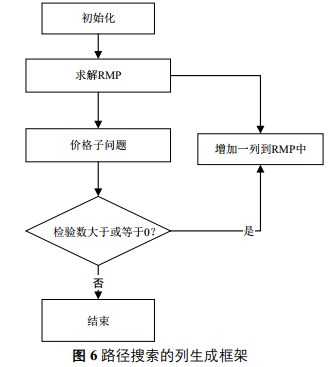 初始化
求解RMP
价格子问题
增加一列到RMP中
检验数大于或等于0?
是
否
结束
图 6 路径搜索的列生成框架